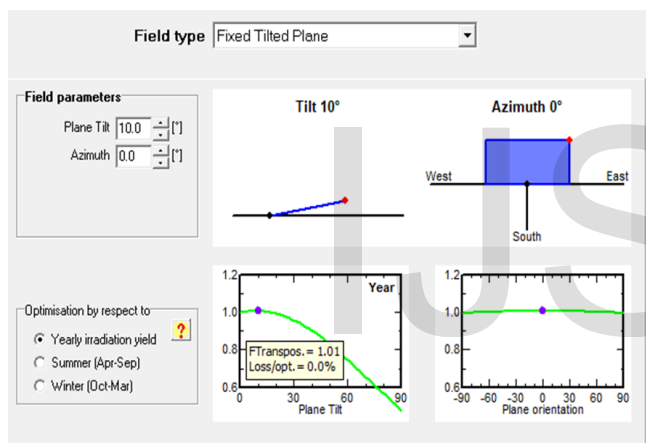 Field type Fixed Tilted Plane
Field parameters
Plane Tilt 10.0 [°]
Azimuth 0.0 [°]
Tilt 10°
Azimuth 0°
West
East
South
Optimisation by respect to
Yearly irradiation yield
?
Summer (Apr-Sep)
Winter (Oct-Mar)
1.2
1.0
0.8
0.6
Year
FTranspos.= 1.01
Loss/opt.= 0.0%
0 30 60 90
Plane Tilt
1.2
1.0
0.8
0.6
-90 -60 -30 0 30 60 90
Plane orientation
IJS